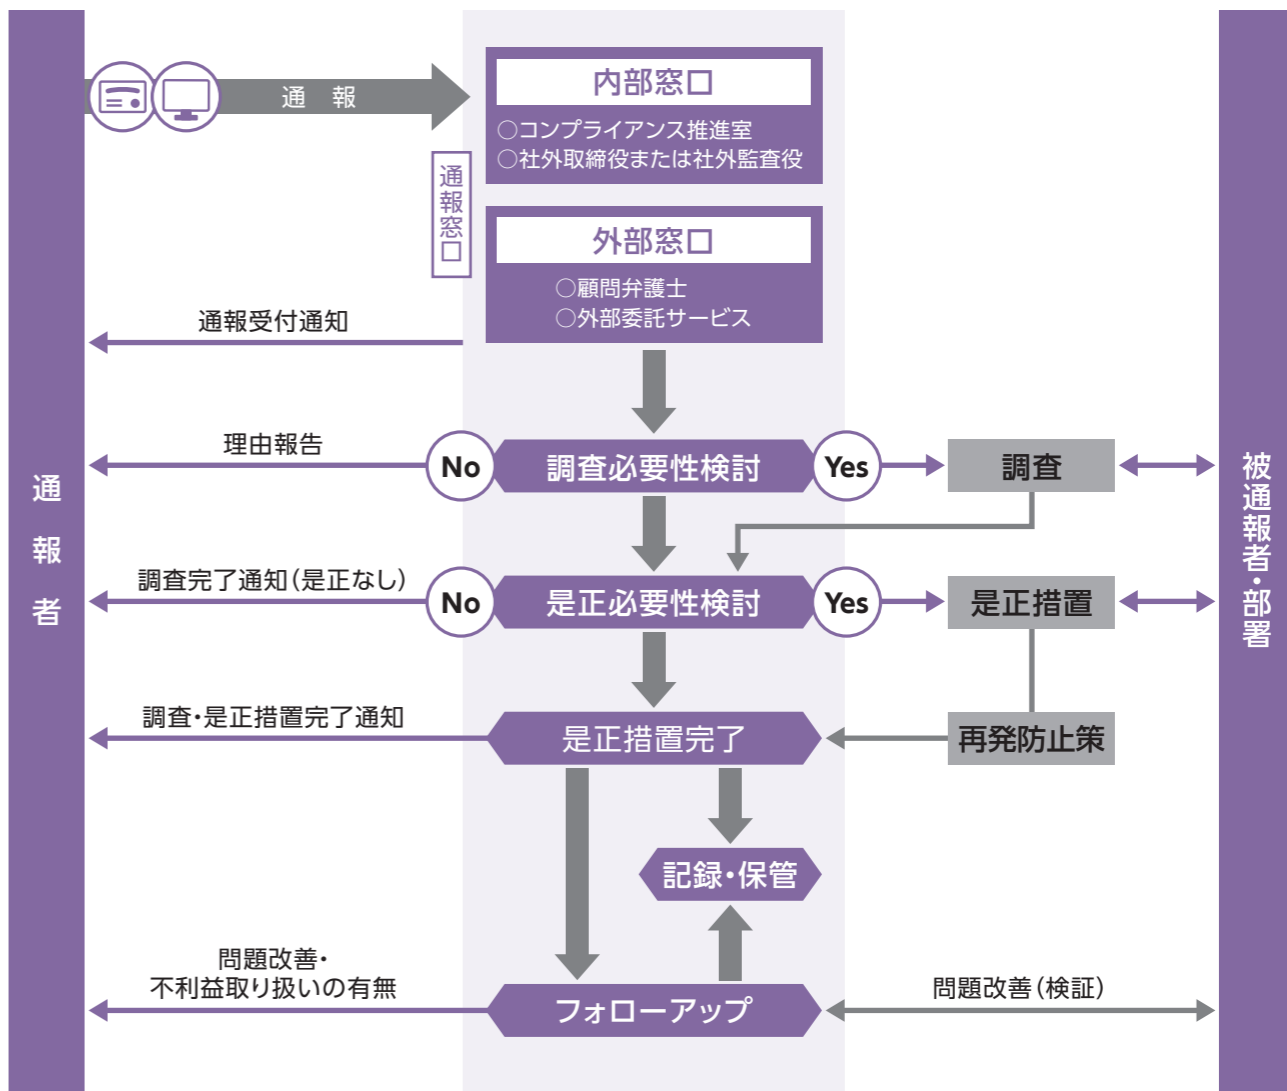 通 報
内部窓口
○コンプライアンス推進室
○社外取締役または社外監査役
通報窓口
外部窓口
○顧問弁護士
○外部委託サービス
通報受付通知
通報者
被通報者・部署
理由報告
No
調査必要性検討
Yes
調査
調査完了通知(是正なし)
No
是正必要性検討
Yes
是正措置
調査・是正措置完了通知
是正措置完了
再発防止策
記録・保管
問題改善・
不利益取り扱いの有無
フォローアップ
問題改善(検証)